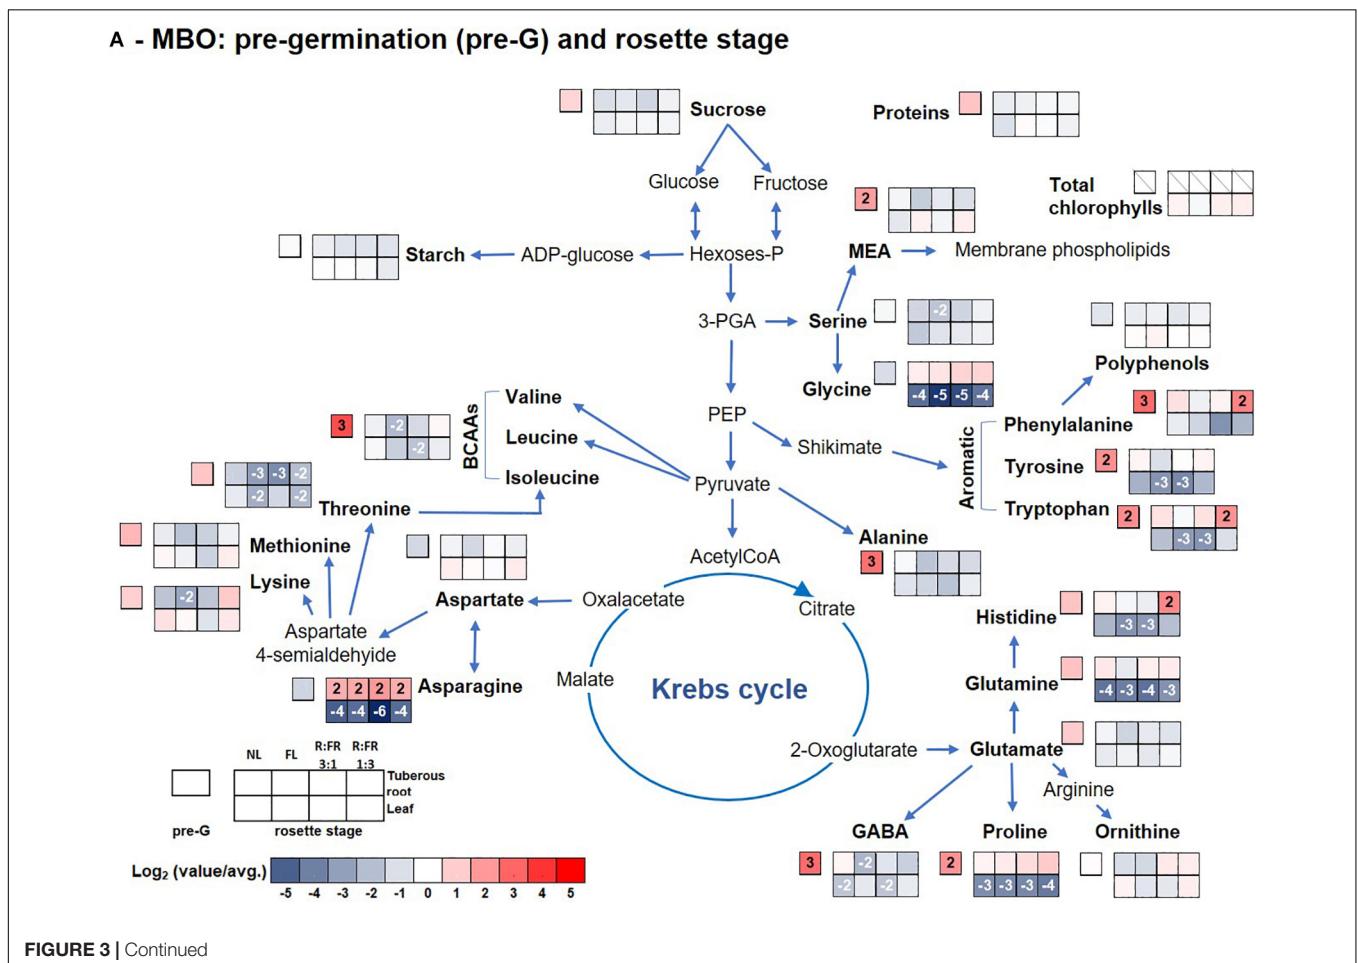 A - MBO: pre-germination (pre-G) and rosette stage
Sucrose
Proteins
Glucose
Fructose
Total
chlorophylls
2
MEA
Membrane phospholipids
Starch
ADP-glucose
Hexoses-P
3-PGA
Serine
-2
Polyphenols
Glycine
-4 -5 -5 -4
Valine
Leucine
Isoleucine
BCAAs
3
-2
-2
PEP
Shikimate
Aromatic
Phenylalanine
3
2
Tyrosine
2
-3 -3
Tryptophan
2
2
-3 -3
Pyruvate
-3 -3 -2
-2 -2
Threonine
Methionine
Lysine
-2
Alanine
3
AcetylCoA
Aspartate
Oxalacetate
Citrate
Aspartate
4-semialdehyide
Histidine
2
-3 -3
Malate
Krebs cycle
Asparagine
2 2 2 2
-4 -4 -6 -4
Glutamine
-4 -3 -4 -3
2-Oxoglutarate
Glutamate
Arginine
GABA
Proline
Ornithine
3
-2
-2 -2
2
-3 -3 -3 -4
NL FL R:FR 3:1 R:FR 1:3
Tuberous
root
Leaf
pre-G
rosette stage
Log2 (value/avg.)
-5 -4 -3 -2 -1 0 1 2 3 4 5
FIGURE 3 | Continued